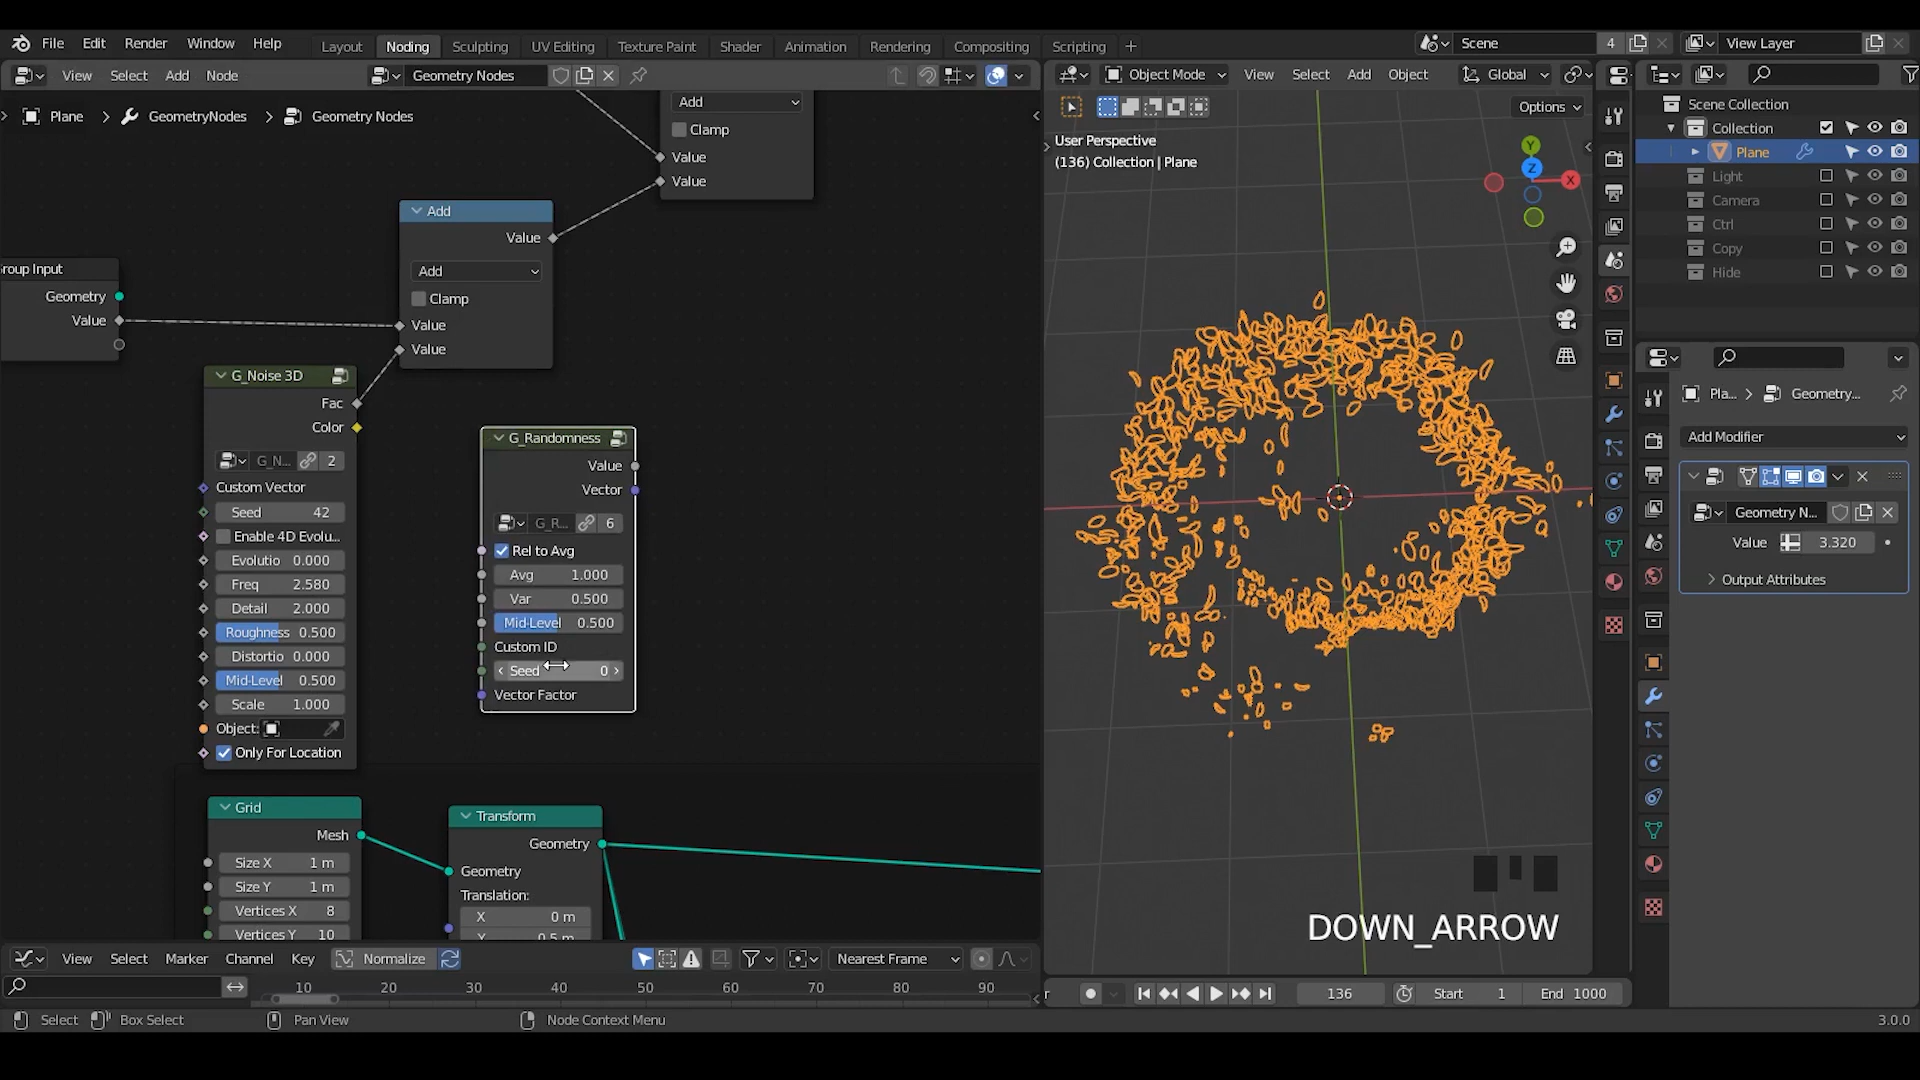 File Edit Render Window Help
Layout Noding Sculpting UV Editing Texture Paint Shader Animation Rendering Compositing Scripting
Scene 4 View Layer
View Select Add Node Geometry Nodes
Object Mode View Select Add Object Global
Plane GeometryNodes Geometry Nodes
Options
User Perspective
(136) Collection | Plane
Y
Z
X
Add
Clamp
Value
Value
Add
Value
Add
Clamp
Value
Value
roup Input
Geometry
Value
G_Noise 3D
Fac
Color
G_N... 2
Custom Vector
Seed 42
Enable 4D Evolu...
Evolutio 0.000
Freq 2.580
Detail 2.000
Roughness 0.500
Distortio 0.000
Mid-Level 0.500
Scale 1.000
Object:
Only For Location
G_Randomness
Value
Vector
G_R... 6
Rel to Avg
Avg 1.000
Var 0.500
Mid-Level 0.500
Custom ID
Seed 0
Vector Factor
Grid
Mesh
Size X 1 m
Size Y 1 m
Vertices X 8
Vertices Y 10
Transform
Geometry
Geometry
Translation:
X 0 m
Y 0.5 m
DOWN_ARROW
Scene Collection
Collection
Plane
Light
Camera
Ctrl
Copy
Hide
Pla... Geometry...
Add Modifier
Geometry N...
Value 3.320
Output Attributes
View Select Marker Channel Key Normalize Nearest Frame
10 20 30 40 50 60 70 80 90
136 Start 1 End 1000
Select Box Select Pan View Node Context Menu 3.0.0